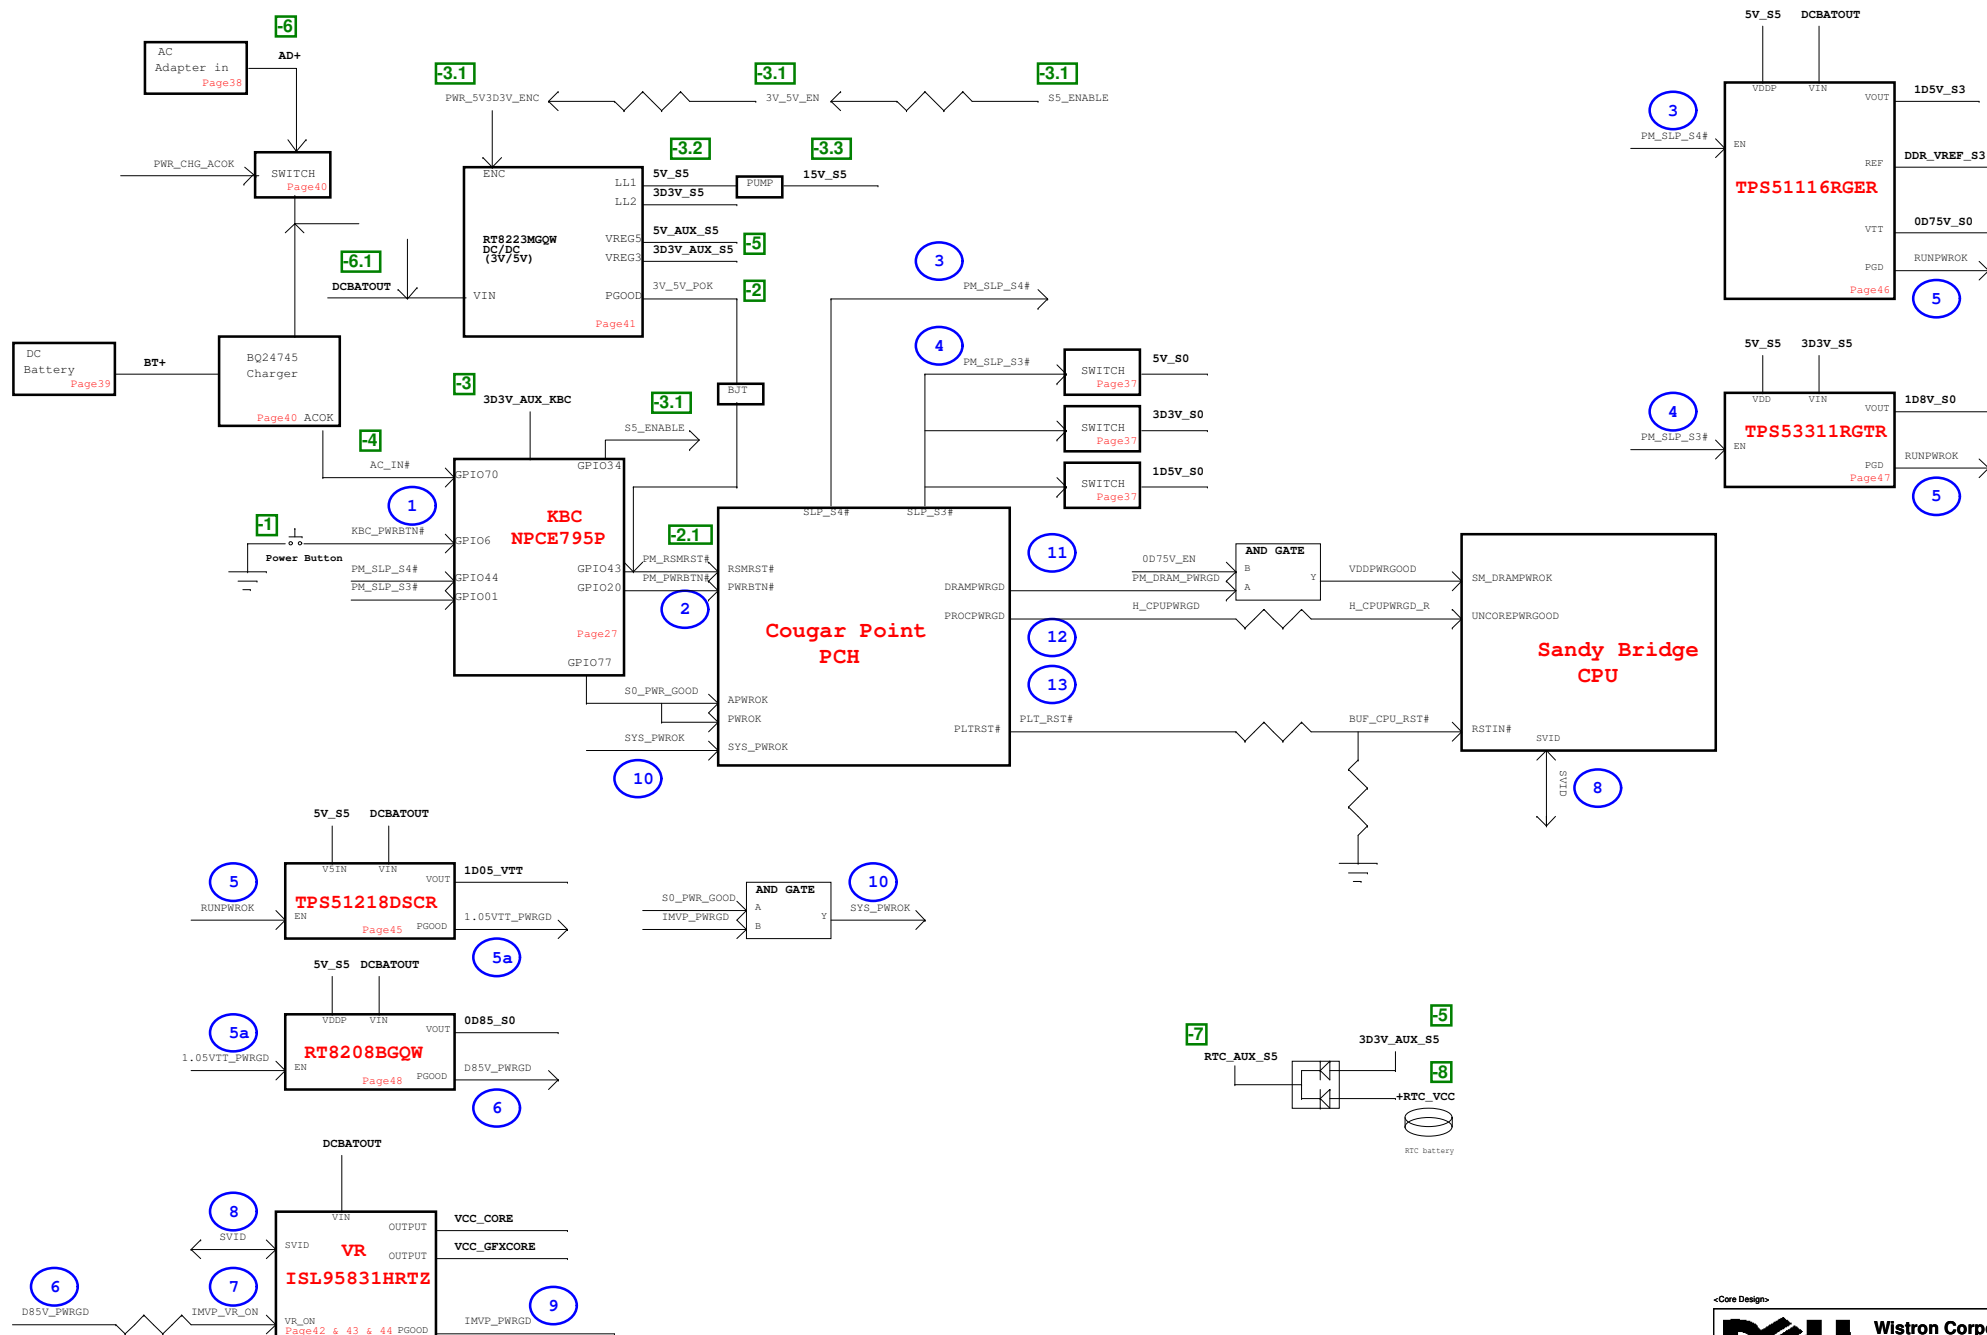 -6
AC
Adapter in
Page38
AD+
PWR_CHG_ACOK
SWITCH
Page40
-3.1
PWR_5V3D3V_ENC
-3.1
3V_5V_EN
-3.1
S5_ENABLE
ENC
LL1
LL2
RT8223MGQW
DC/DC
(3V/5V)
VREG5
VREG3
VIN
PGOOD
Page41
-3.2
5V_S5
3D3V_S5
PUMP
-3.3
15V_S5
5V_AUX_S5
3D3V_AUX_S5
-5
3V_5V_POK
-2
-6.1
DCBATOUT
DC
Battery
Page39
BT+
BQ24745
Charger
Page40 ACOK
-4
AC_IN#
-3
3D3V_AUX_KBC
-3.1
S5_ENABLE
BJT
1
-1
KBC_PWRBTN#
Power Button
PM_SLP_S4#
PM_SLP_S3#
GPIO70
GPIO34
KBC
NPCE795P
GPIO6
GPIO43
GPIO44
GPIO20
GPIO01
Page27
GPIO77
-2.1
PM_RSMRST#
PM_PWRBTN#
2
S0_PWR_GOOD
SYS_PWROK
10
SLP_S4#
SLP_S3#
RSMRST#
PWRBTN#
DRAMPWRGD
PROCPWRGD
Cougar Point
PCH
APWROK
PWROK
PLTRST#
SYS_PWROK
3
PM_SLP_S4#
4
PM_SLP_S3#
SWITCH
Page37
5V_S0
SWITCH
Page37
3D3V_S0
SWITCH
Page37
1D5V_S0
11
0D75V_EN
PM_DRAM_PWRGD
AND GATE
B
A
Y
VDDPWRGOOD
H_CPUPWRGD
H_CPUPWRGD_R
12
13
PLT_RST#
BUF_CPU_RST#
SM_DRAMPWROK
UNCOREPWRGOOD
Sandy Bridge
CPU
RSTIN#
SVID
SVID
8
5V_S5
DCBATOUT
VDDP
VIN
VOUT
1D5V_S3
3
PM_SLP_S4#
EN
REF
DDR_VREF_S3
TPS51116RGER
VTT
0D75V_S0
PGD
RUNPWROK
Page46
5
5V_S5
3D3V_S5
VDD
VIN
VOUT
1D8V_S0
4
PM_SLP_S3#
EN
TPS53311RGTR
PGD
RUNPWROK
Page47
5
5V_S5
DCBATOUT
V5IN
VIN
VOUT
1D05_VTT
5
RUNPWROK
EN
TPS51218DSCR
Page45
PGOOD
1.05VTT_PWRGD
5a
S0_PWR_GOOD
IMVP_PWRGD
AND GATE
A
B
Y
10
SYS_PWROK
5V_S5
DCBATOUT
VDDP
VIN
VOUT
0D85_S0
5a
1.05VTT_PWRGD
EN
RT8208BGQW
Page48
PGOOD
D85V_PWRGD
6
-7
RTC_AUX_S5
-5
3D3V_AUX_S5
-8
+RTC_VCC
RTC battery
DCBATOUT
VIN
OUTPUT
VCC_CORE
8
SVID
SVID
VR
OUTPUT
VCC_GFXCORE
ISL95831HRTZ
6
D85V_PWRGD
7
IMVP_VR_ON
VR_ON
Page42 & 43 & 44
PGOOD
IMVP_PWRGD
9
<Core Design>
DELL
Wistron Corp